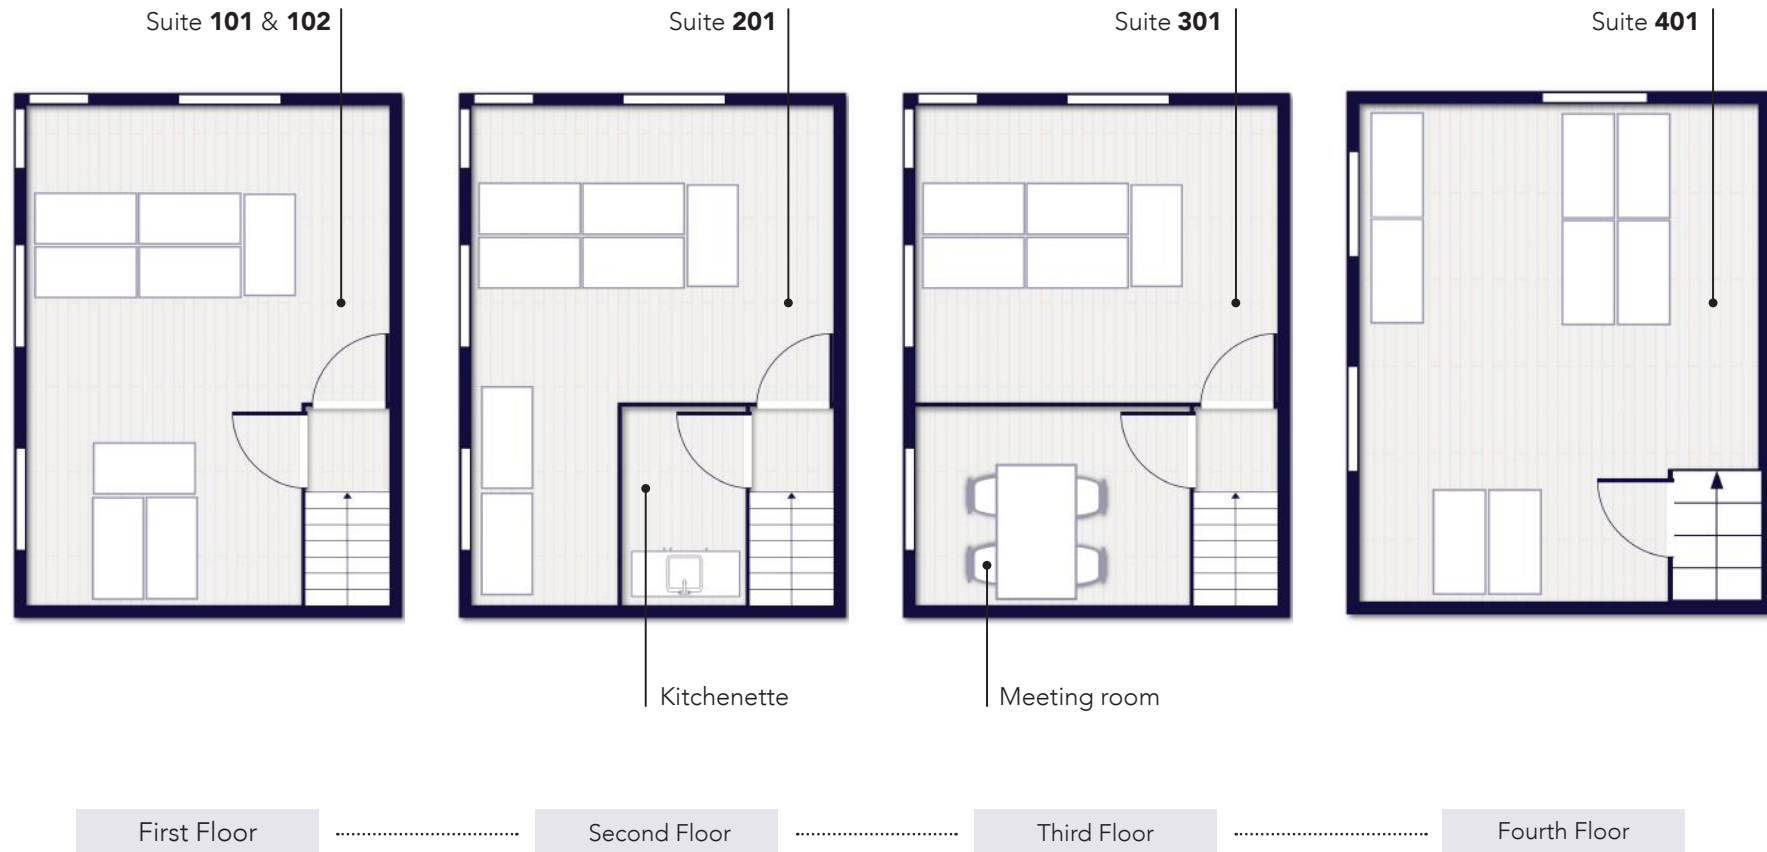 Suite 101 & 102
Suite 201
Suite 301
Suite 401
Kitchenette
Meeting room
First Floor
Second Floor
Third Floor
Fourth Floor